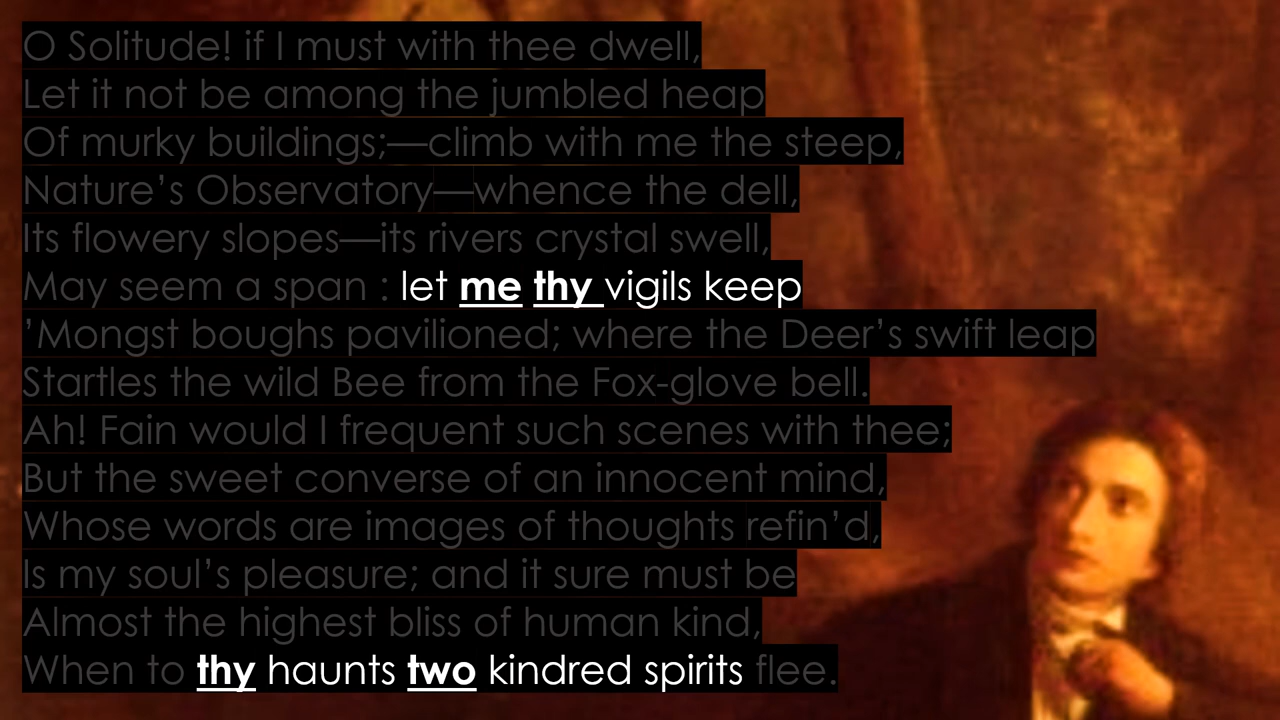 O Solitude! if I must with thee dwell,
Let it not be among the jumbled heap
Of murky buildings;—climb with me the steep,
Nature’s Observatory—whence the dell,
Its flowery slopes—its rivers crystal swell,
May seem a span : let me thy vigils keep
’Mongst boughs pavilioned; where the Deer’s swift leap
Startles the wild Bee from the Fox-glove bell.
Ah! Fain would I frequent such scenes with thee;
But the sweet converse of an innocent mind,
Whose words are images of thoughts refin’d,
Is my soul’s pleasure; and it sure must be
Almost the highest bliss of human kind,
When to thy haunts two kindred spirits flee.